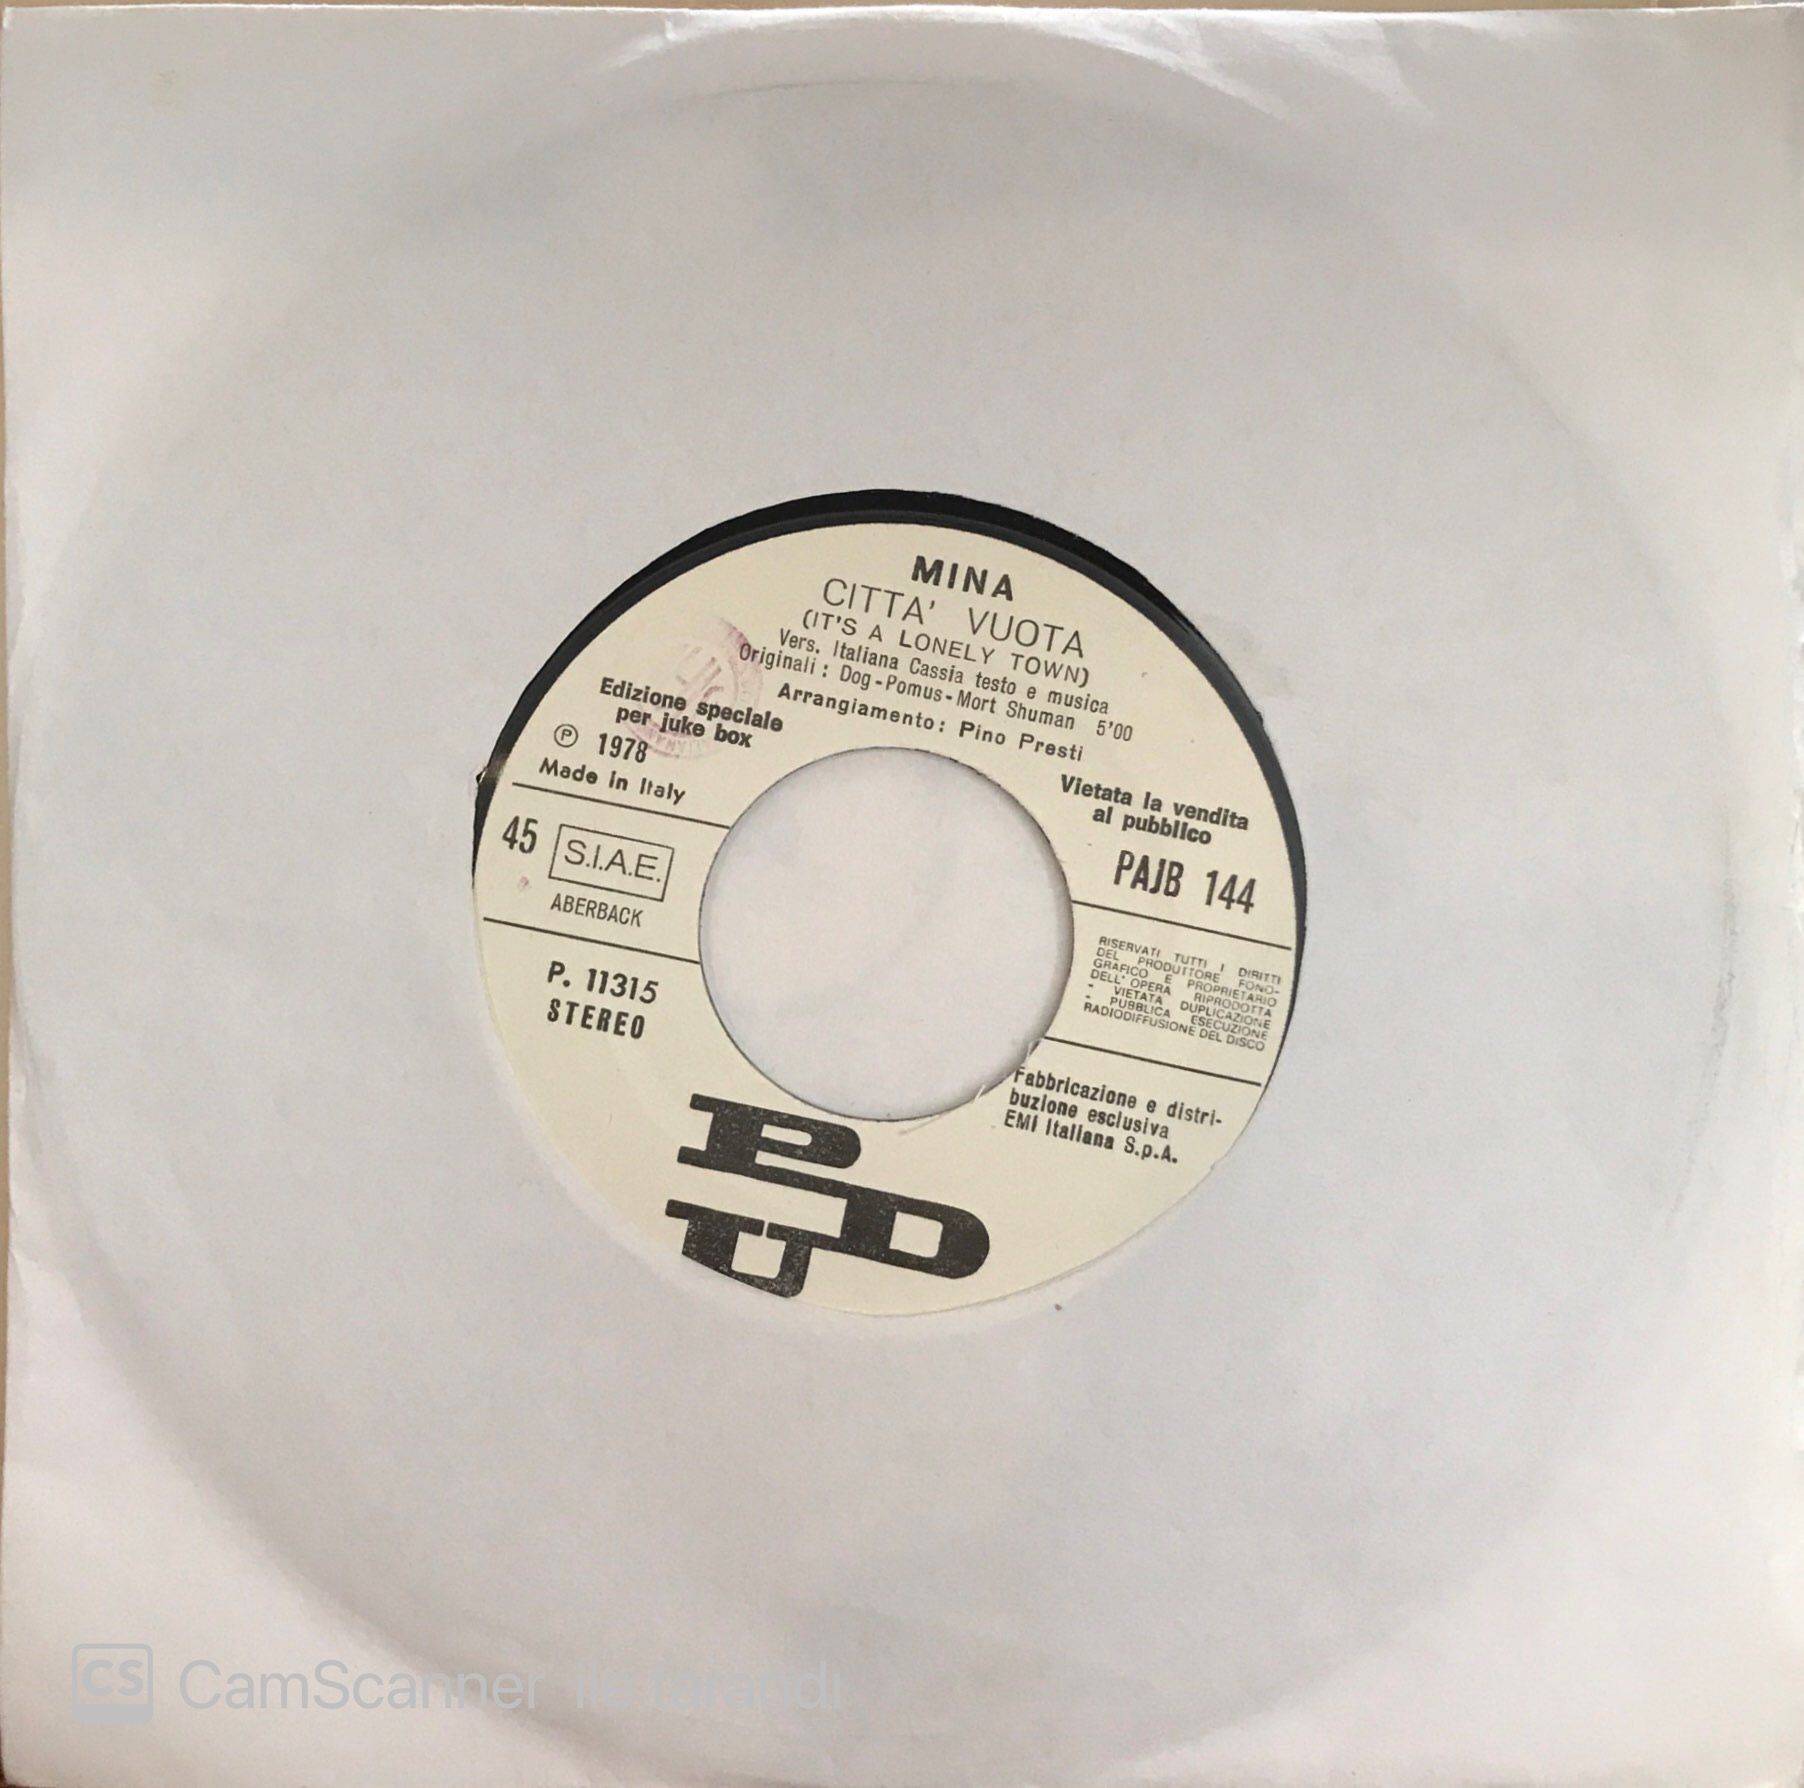 MINA
CITTA' VUOTA
(IT'S A LONELY TOWN)
Vers. Italiana Cassia testo e musica
Originali : Dog-Pomus-Mort Shuman 5'00
Arrangiamento: Pino Presti
Edizione speciale
per juke box
Ⓟ 1978
Made in Italy
Vietata la vendita
al pubblico
PAJB 144
45 S.I.A.E.
ABERBACK
RISERVATI TUTTI I DIRITTI
DEL PRODUTTORE FONO-
GRAFICO E PROPRIETARIO
DELL'OPERA RIPRODOTTA
- VIETATA DUPLICAZIONE
- PUBBLICA ESECUZIONE
RADIODIFFUSIONE DEL DISCO
P. 11315
STEREO
Fabbricazione e distri-
buzione esclusiva
EMI Italiana S.p.A.
PDU
CS CamScanner ile tarandı